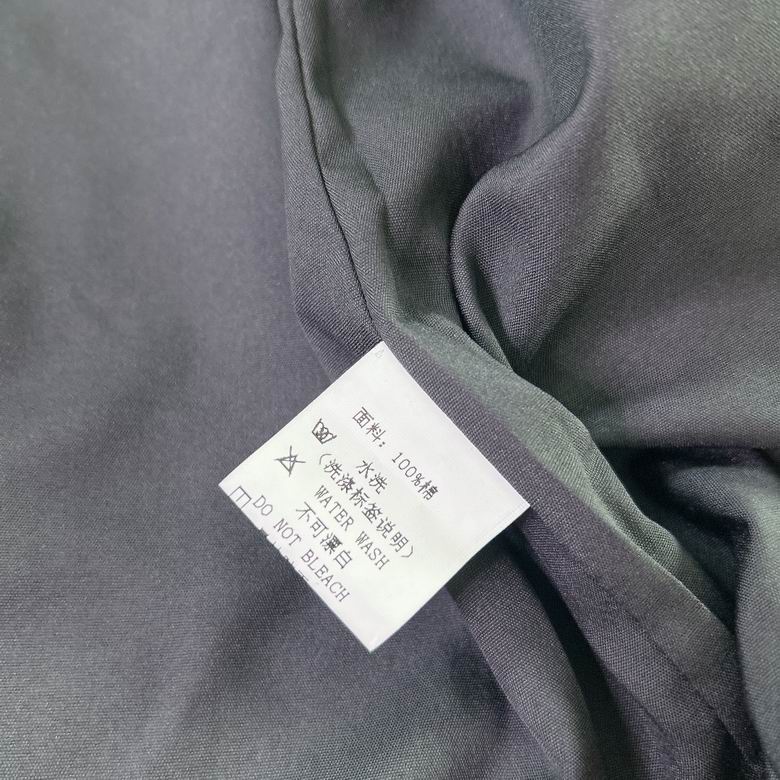 面料：100%棉
水洗
（洗涤标签说明）
WATER WASH
不可漂白
DO NOT BLEACH